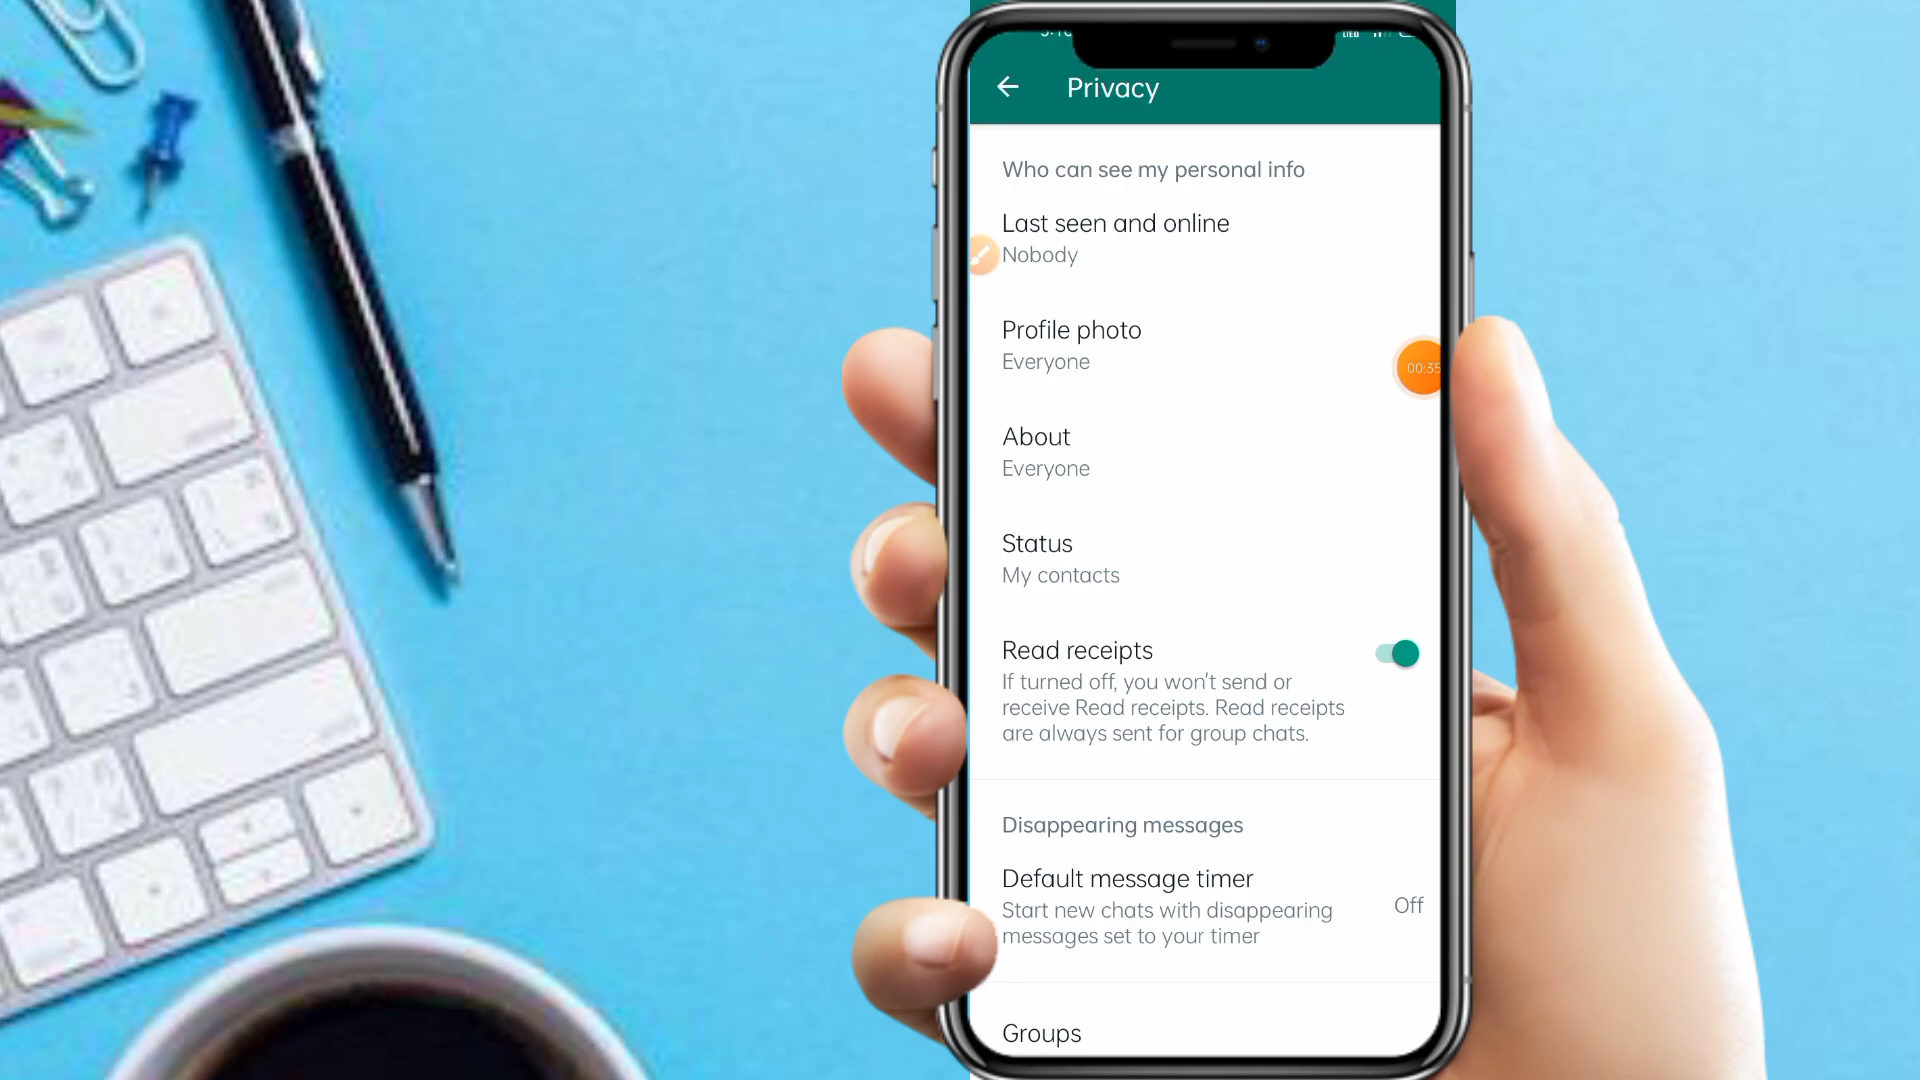 Privacy
Who can see my personal info
Last seen and online
Nobody
Profile photo
Everyone
00:35
About
Everyone
Status
My contacts
Read receipts
If turned off, you won't send or
receive Read receipts. Read receipts
are always sent for group chats.
Disappearing messages
Default message timer
Start new chats with disappearing
messages set to your timer
Off
Groups